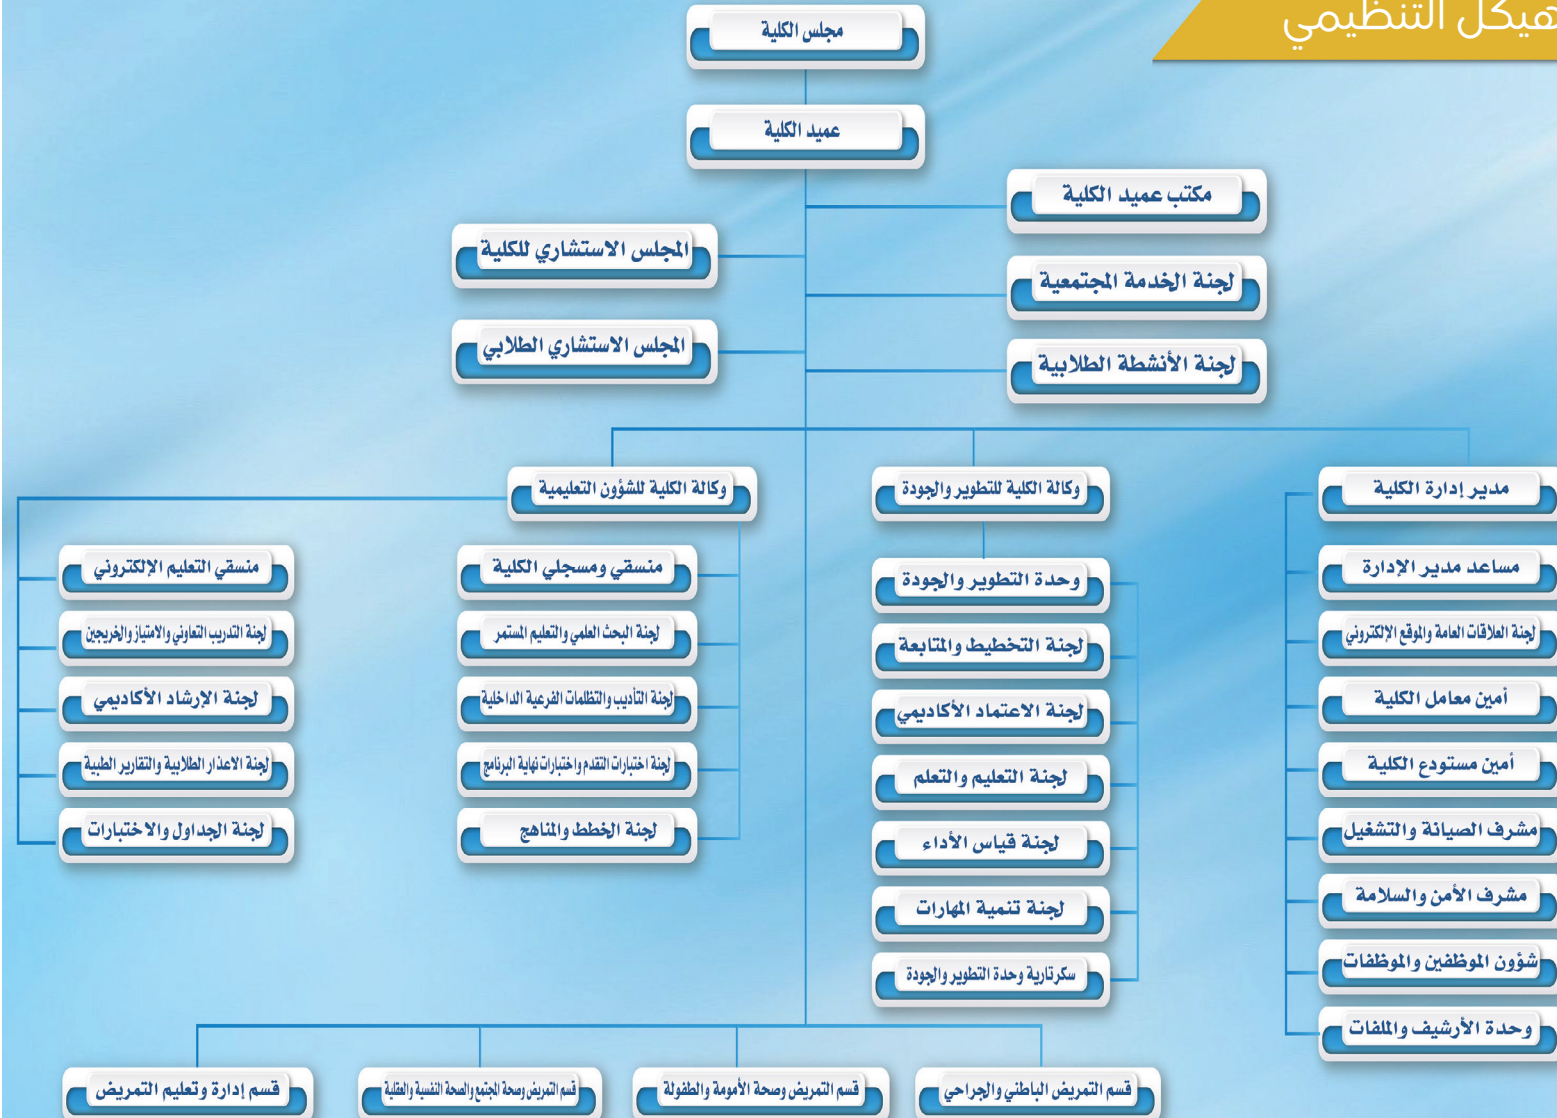 هيكل التنظيمي
مجلس الكلية
عميد الكلية
مكتب عميد الكلية
المجلس الاستشاري للكلية
لجنة الخدمة المجتمعية
المجلس الاستشاري الطلابي
لجنة الأنشطة الطلابية
مدير إدارة الكلية
مساعد مدير الإدارة
لجنة العلاقات العامة والموقع الإلكتروني
أمين معامل الكلية
أمين مستودع الكلية
مشرف الصيانة والتشغيل
مشرف الأمن والسلامة
شؤون الموظفين والموظفات
وحدة الأرشيف والملفات
وكالة الكلية للتطوير والجودة
وحدة التطوير والجودة
لجنة التخطيط والمتابعة
لجنة الاعتماد الأكاديمي
لجنة التعليم والتعلم
لجنة قياس الأداء
لجنة تنمية المهارات
سكرتارية وحدة التطوير والجودة
وكالة الكلية للشؤون التعليمية
منسقي ومسجلي الكلية
لجنة البحث العلمي والتعليم المستمر
لجنة التأديب والتظلمات الفرعية الداخلية
لجنة اختبارات التقدم واختبارات نهاية البرنامج
لجنة الخطط والمناهج
منسقي التعليم الإلكتروني
لجنة التدريب التعاوني والامتياز والخريجين
لجنة الإرشاد الأكاديمي
لجنة الاعذار الطلابية والتقارير الطبية
لجنة الجداول والاختبارات
قسم التمريض الباطني والجراحي
قسم التمريض وصحة الأمومة والطفولة
قسم التمريض وصحة المجتمع والصحة النفسية والعقلية
قسم إدارة وتعليم التمريض